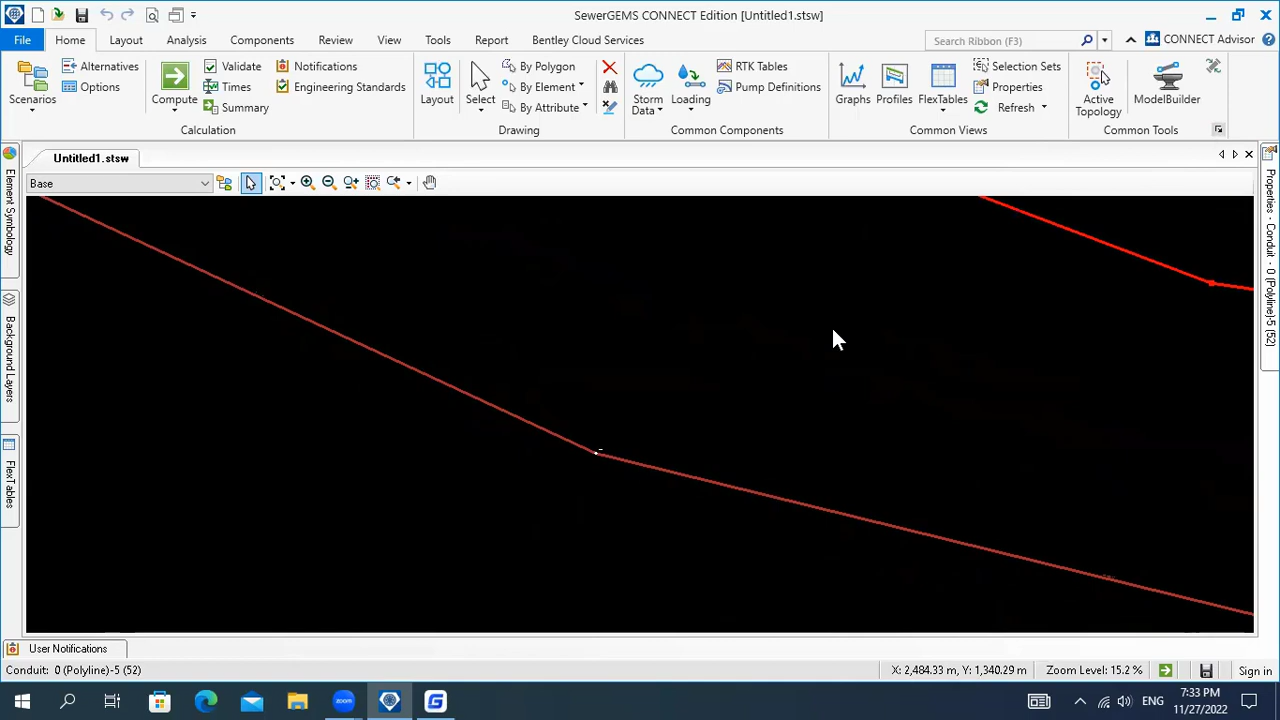 SewerGEMS CONNECT Edition [Untitled1.stsw]
File Home Layout Analysis Components Review View Tools Report Bentley Cloud Services Search Ribbon (F3) CONNECT Advisor
Scenarios
Alternatives
Options
Compute
Validate
Times
Summary
Notifications
Engineering Standards
Calculation
Layout
Select
By Polygon
By Element
By Attribute
Drawing
Storm Data
Loading
RTK Tables
Pump Definitions
Common Components
Graphs
Profiles
FlexTables
Selection Sets
Properties
Refresh
Common Views
Active Topology
ModelBuilder
Common Tools
Untitled1.stsw
Base
Element Symbology
Background Layers
FlexTables
Properties - Conduit - 0 (Polyline)-5 (52)
User Notifications
Conduit: 0 (Polyline)-5 (52) X: 2,484.33 m, Y: 1,340.29 m Zoom Level: 15.2 % Sign in
zoom
G
ENG
7:33 PM
11/27/2022